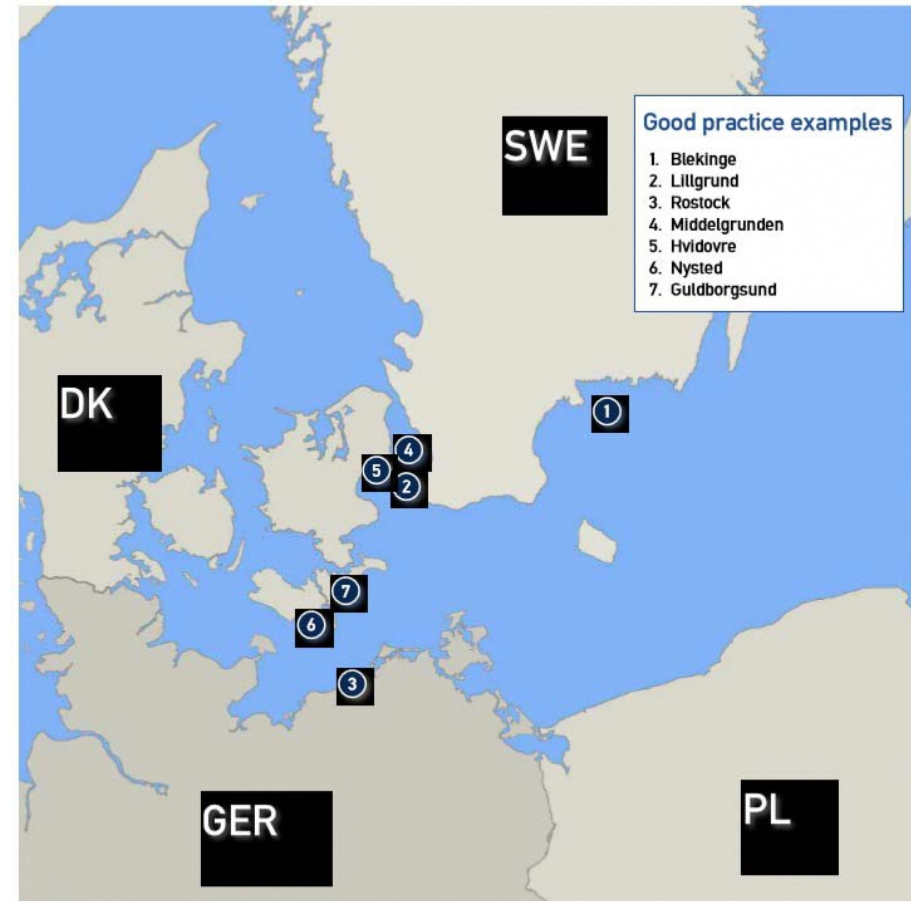 SWE
Good practice examples
1. Blekinge
2. Lillgrund
3. Rostock
4. Middelgrunden
5. Hvidovre
6. Nysted
7. Guldborgsund
DK
1
4
5
2
7
6
3
GER
PL